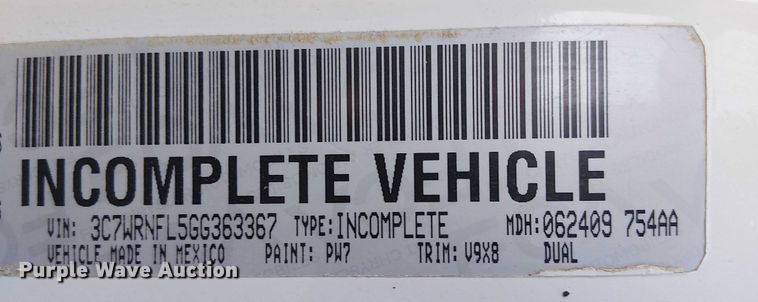 INCOMPLETE VEHICLE
VIN: 3C7WRNFL5GG363367 TYPE: INCOMPLETE MDH: 062409 754AA
VEHICLE MADE IN MEXICO PAINT: PW7 TRIM: V9X8 DUAL
Purple Wave Auction